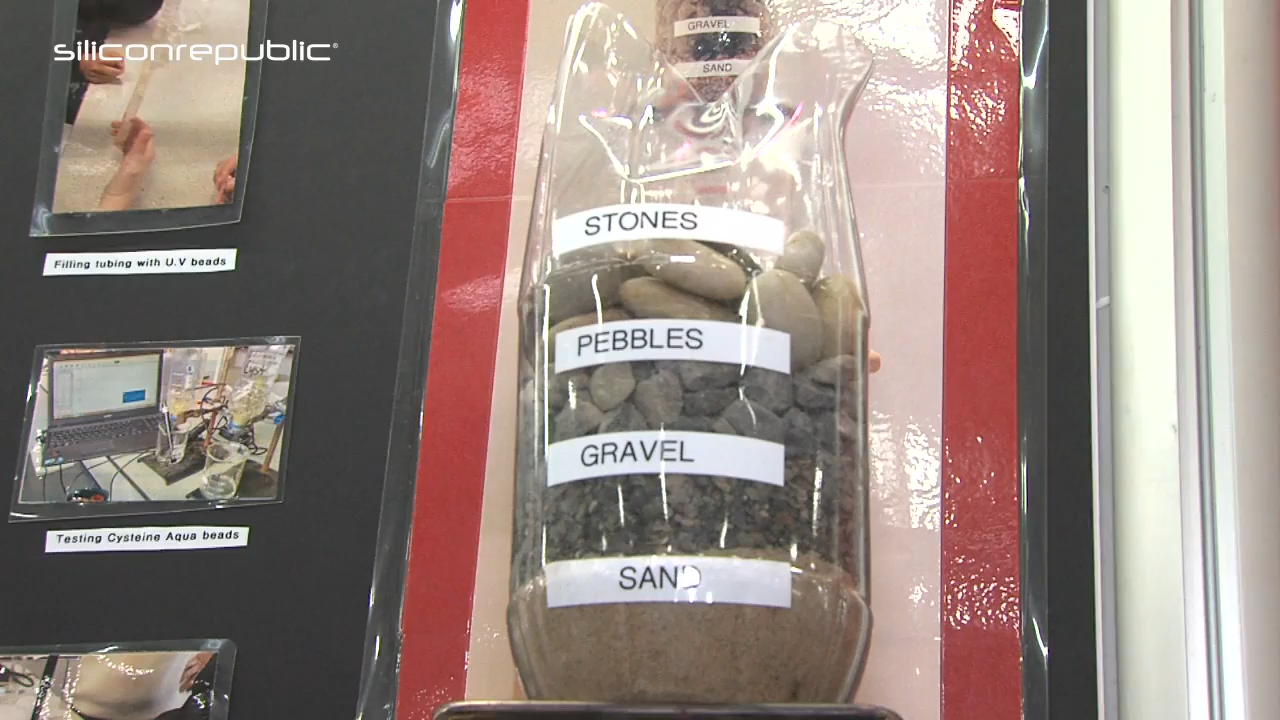 siliconrepublic
GRAVEL
SAND
STONES
Filling tubing with U.V beads
PEBBLES
GRAVEL
Testing Cysteine Aqua beads
SAND